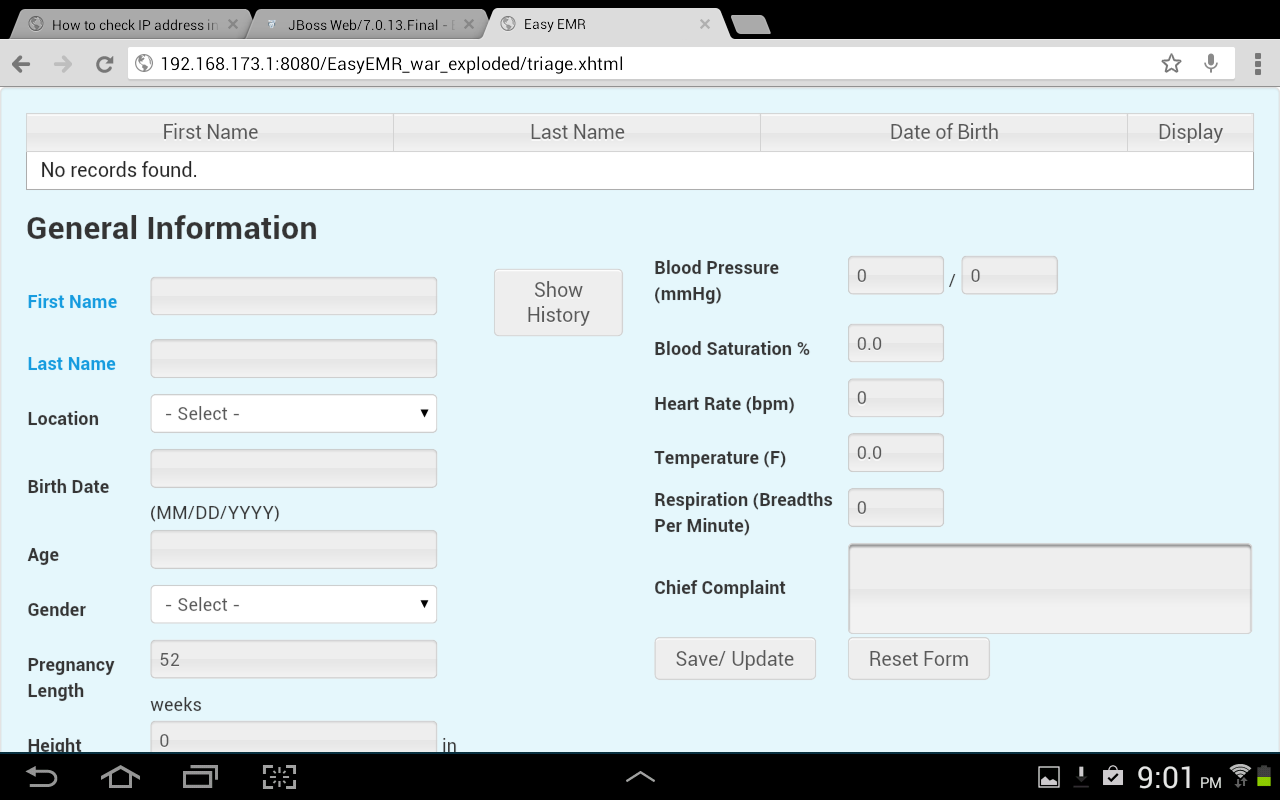 How to check IP address in
JBoss Web/7.0.13.Final -
Easy EMR
192.168.173.1:8080/EasyEMR_war_exploded/triage.xhtml
First Name
Last Name
Date of Birth
Display
No records found.
General Information
First Name
Show
History
Last Name
Location
- Select -
Birth Date
(MM/DD/YYYY)
Age
Gender
- Select -
Pregnancy
Length
52
weeks
Height
0
in
Blood Pressure
(mmHg)
0
/
0
Blood Saturation %
0.0
Heart Rate (bpm)
0
Temperature (F)
0.0
Respiration (Breadths
Per Minute)
0
Chief Complaint
Save/ Update
Reset Form
9:01 PM